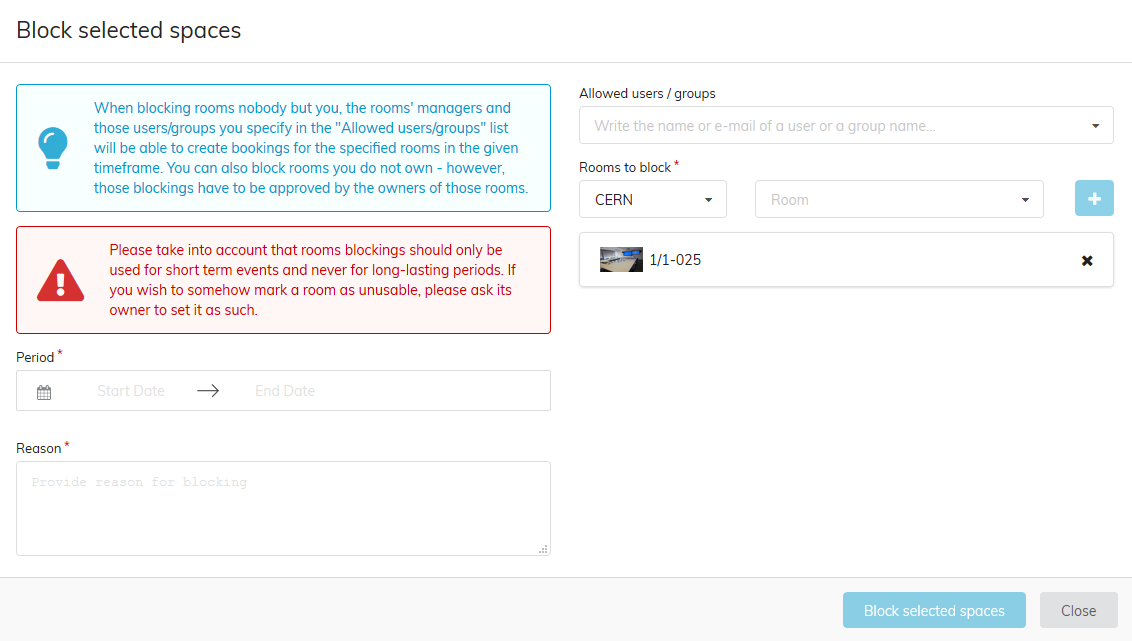 Block selected spaces
When blocking rooms nobody but you, the rooms' managers and
those users/groups you specify in the "Allowed users/groups" list
will be able to create bookings for the specified rooms in the given
timeframe. You can also block rooms you do not own - however,
those blockings have to be approved by the owners of those rooms.
Please take into account that rooms blockings should only be
used for short term events and never for long-lasting periods. If
you wish to somehow mark a room as unusable, please ask its
owner to set it as such.
Period *
Start Date
End Date
Reason *
Provide reason for blocking
Allowed users / groups
Write the name or e-mail of a user or a group name...
Rooms to block *
CERN
Room
1/1-025
Block selected spaces
Close